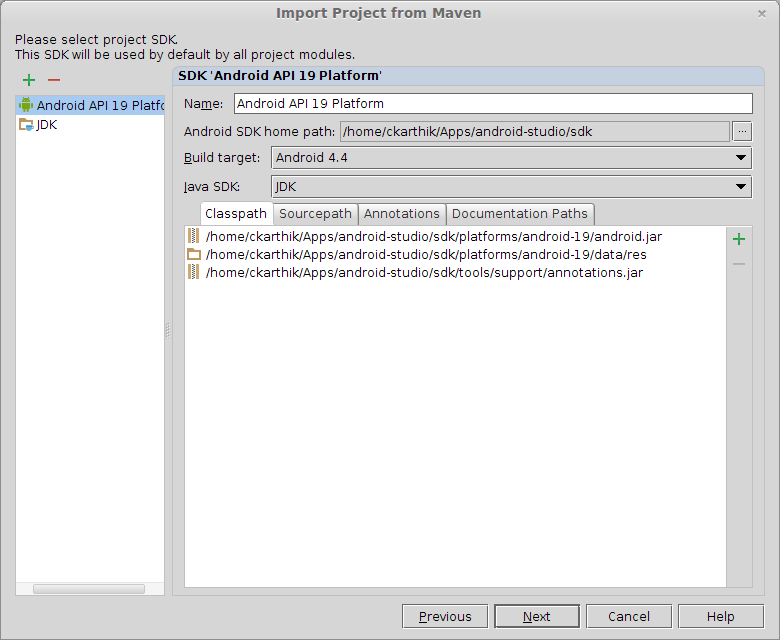 Import Project from Maven
Please select project SDK.
This SDK will be used by default by all project modules.
Android API 19 Platfo
JDK
SDK 'Android API 19 Platform'
Name: Android API 19 Platform
Android SDK home path: /home/ckarthik/Apps/android-studio/sdk ...
Build target: Android 4.4
Java SDK: JDK
Classpath Sourcepath Annotations Documentation Paths
/home/ckarthik/Apps/android-studio/sdk/platforms/android-19/android.jar
/home/ckarthik/Apps/android-studio/sdk/platforms/android-19/data/res
/home/ckarthik/Apps/android-studio/sdk/tools/support/annotations.jar
Previous Next Cancel Help